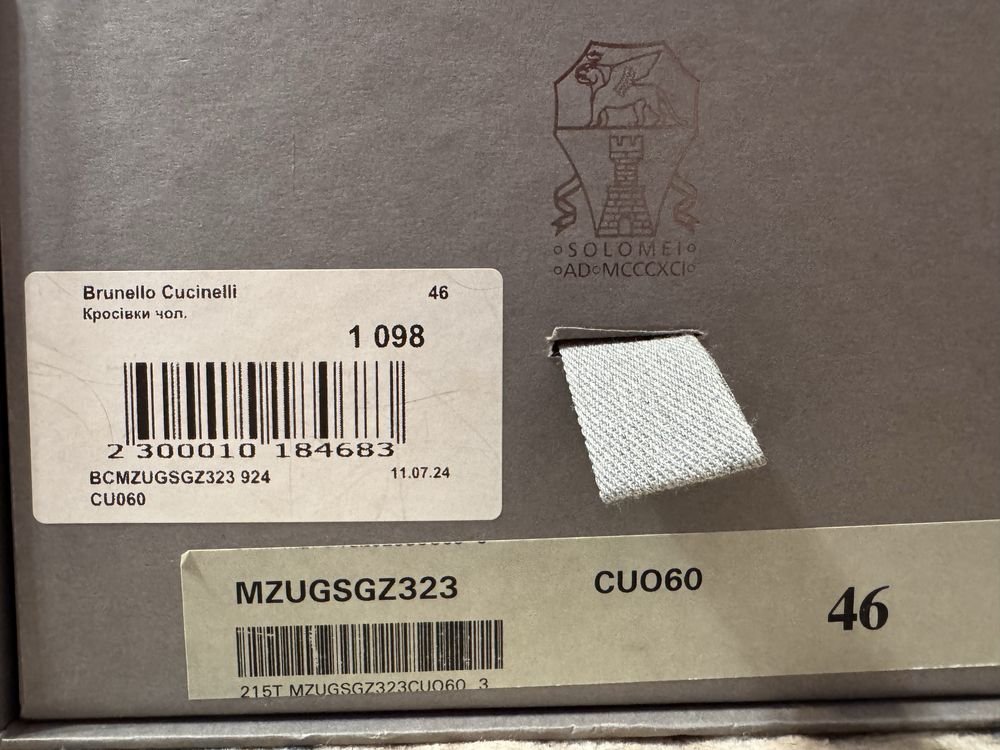 SOLOMEI
AD MCCCXCI
Brunello Cucinelli 46
Кросівки чол.
1 098
2 300010 184683
BCMZUGSGZ323 924 11.07.24
CU060
MZUGSGZ323 CUO60 46
215T MZUGSGZ323CUO60 3